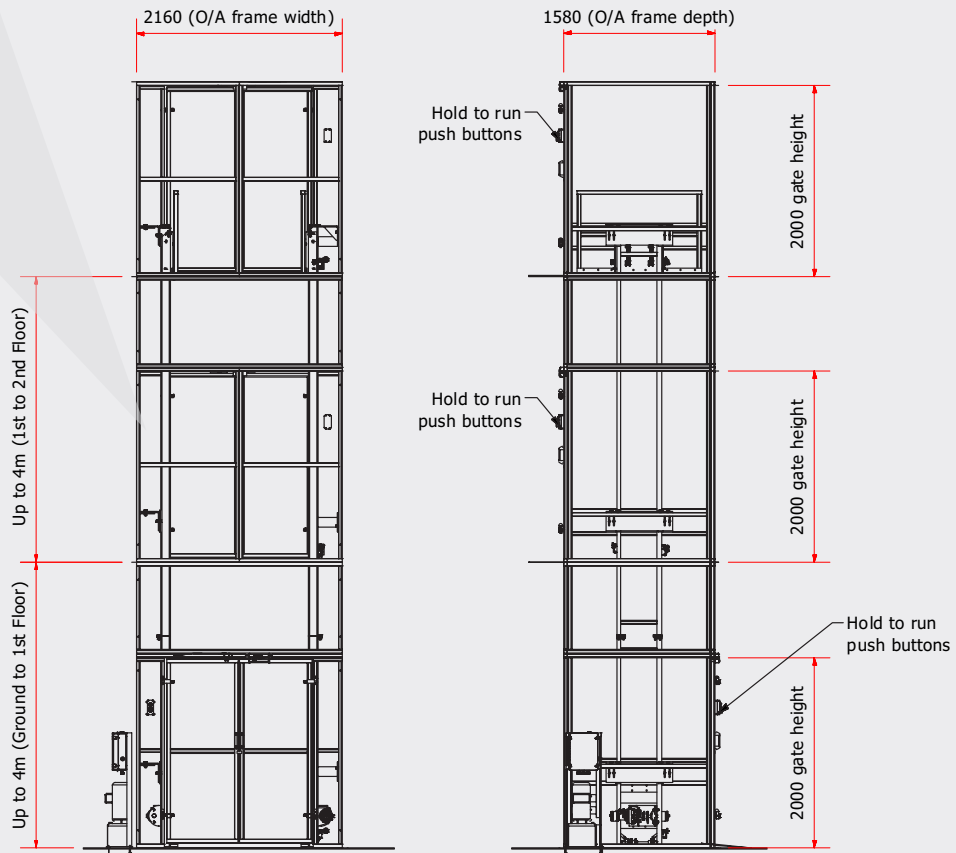 2160 (O/A frame width)
1580 (O/A frame depth)
Hold to run
push buttons
2000 gate height
Up to 4m (1st to 2nd Floor)
Hold to run
push buttons
2000 gate height
Up to 4m (Ground to 1st Floor)
Hold to run
push buttons
2000 gate height